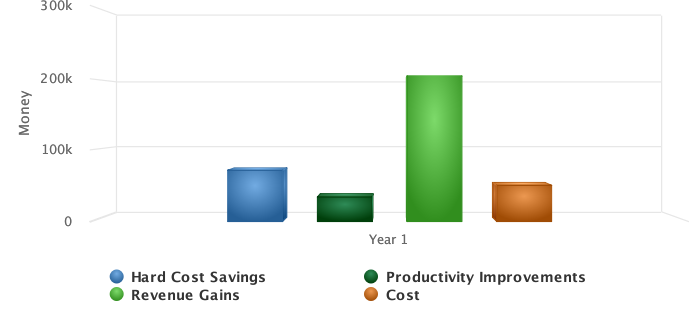 300k
200k
100k
0
Money
Year 1
Hard Cost Savings
Productivity Improvements
Revenue Gains
Cost